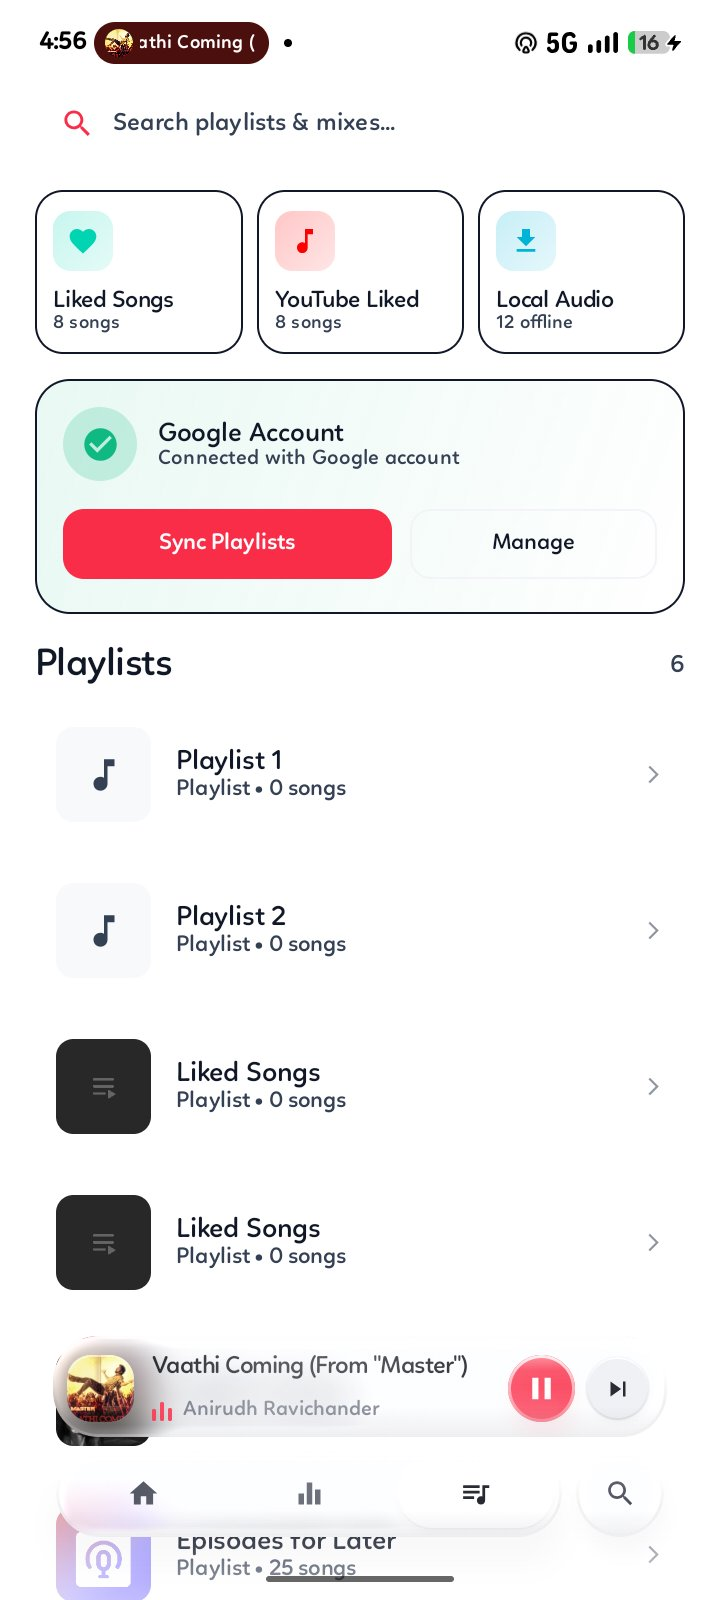 4:56
athi Coming (
5G
16
Search playlists & mixes...
Liked Songs
8 songs
YouTube Liked
8 songs
Local Audio
12 offline
Google Account
Connected with Google account
Sync Playlists
Manage
Playlists
6
Playlist 1
Playlist • 0 songs
Playlist 2
Playlist • 0 songs
Liked Songs
Playlist • 0 songs
Liked Songs
Playlist • 0 songs
Vaathi Coming (From "Master")
Anirudh Ravichander
MASTER
Episodes for Later
Playlist • 25 songs